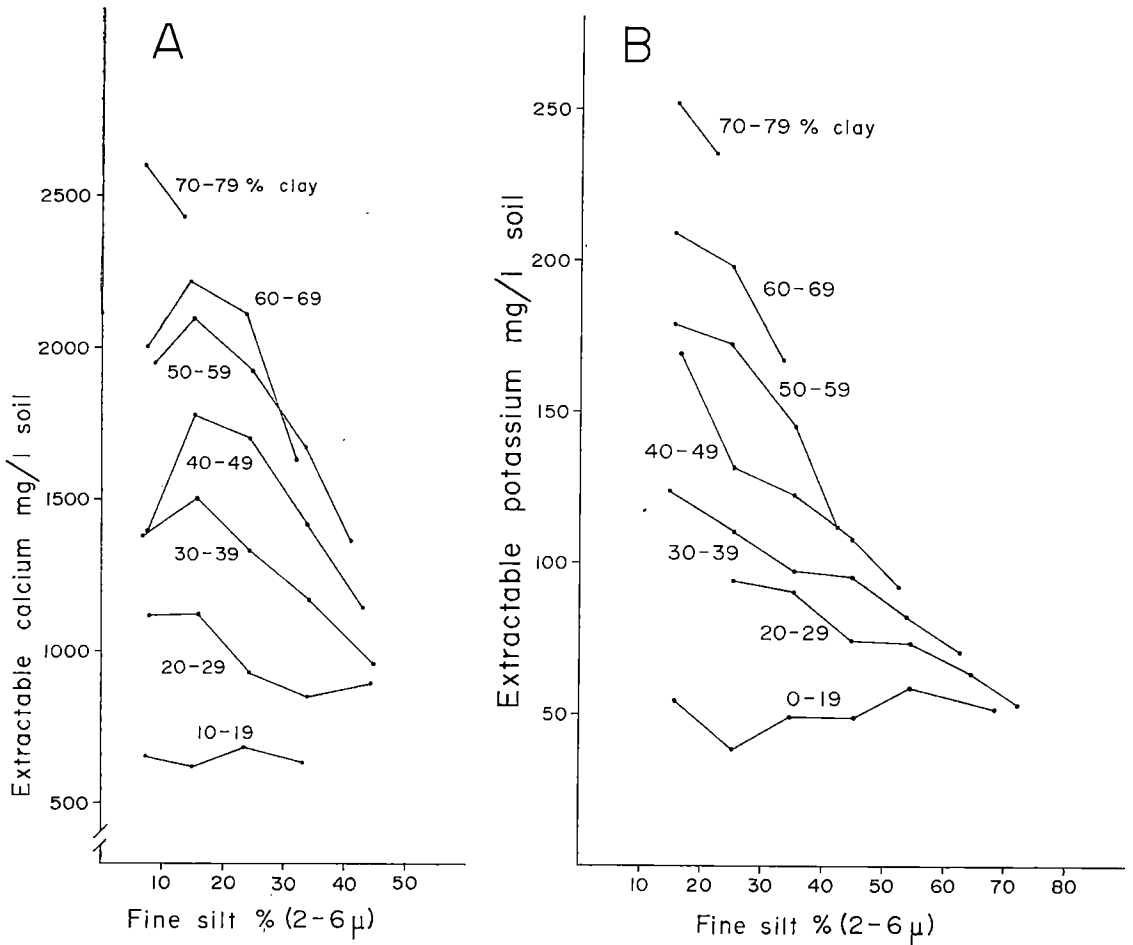 A
Extractable calcium mg/l soil
2500
2000
1500
1000
500
70-79 % clay
60-69
50-59
40-49
30-39
20-29
10-19
10 20 30 40 50
Fine silt % (2-6 μ)
B
Extractable potassium mg/l soil
250
200
150
100
50
70-79 % clay
60-69
50-59
40-49
30-39
20-29
0-19
10 20 30 40 50 60 70 80
Fine silt % (2-6 μ)